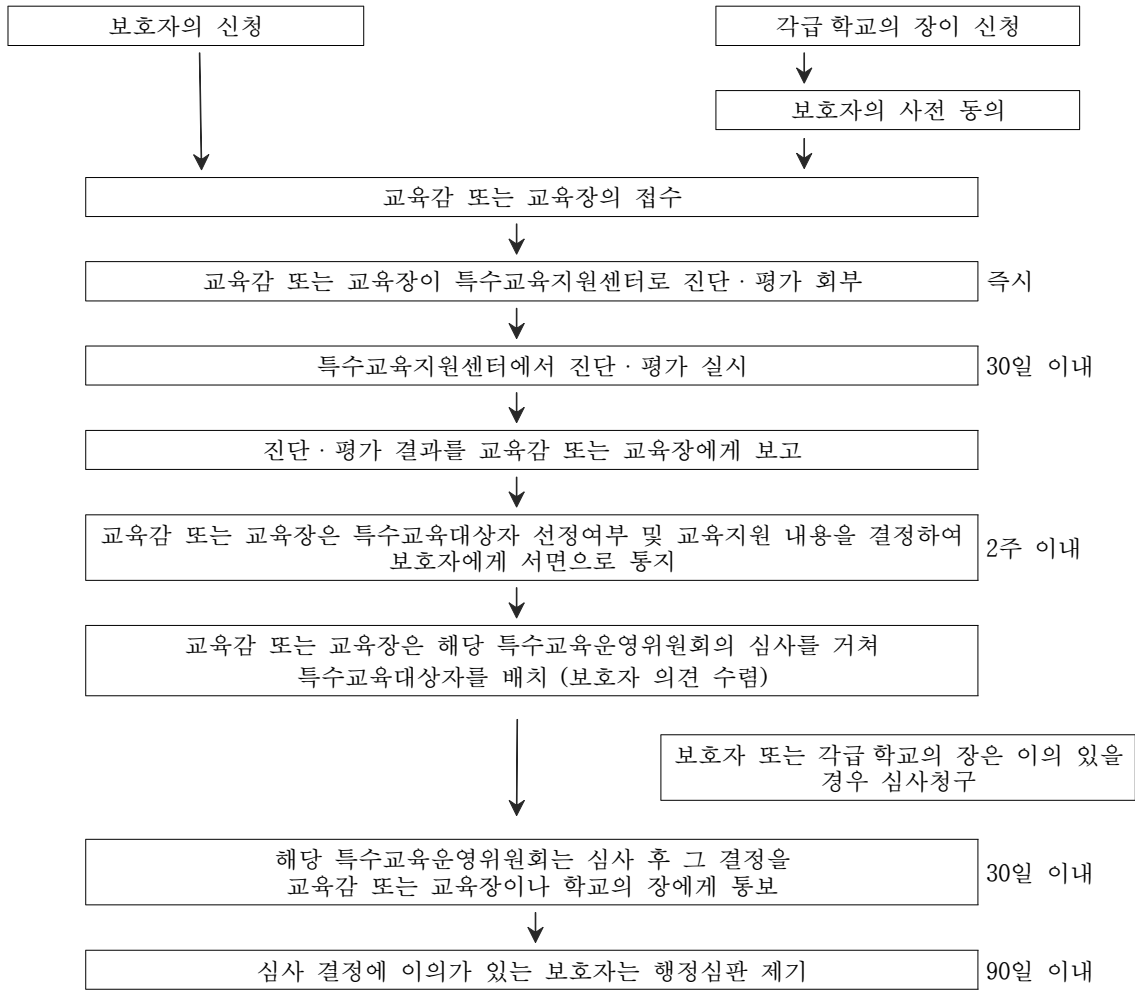 보호자의 신청
각급 학교의 장이 신청
보호자의 사전 동의
교육감 또는 교육장의 접수
교육감 또는 교육장이 특수교육지원센터로 진단 · 평가 회부
즉시
특수교육지원센터에서 진단 · 평가 실시
30일 이내
진단 · 평가 결과를 교육감 또는 교육장에게 보고
교육감 또는 교육장은 특수교육대상자 선정여부 및 교육지원 내용을 결정하여
보호자에게 서면으로 통지
2주 이내
교육감 또는 교육장은 해당 특수교육운영위원회의 심사를 거쳐
특수교육대상자를 배치 (보호자 의견 수렴)
보호자 또는 각급 학교의 장은 이의 있을
경우 심사청구
해당 특수교육운영위원회는 심사 후 그 결정을
교육감 또는 교육장이나 학교의 장에게 통보
30일 이내
심사 결정에 이의가 있는 보호자는 행정심판 제기
90일 이내